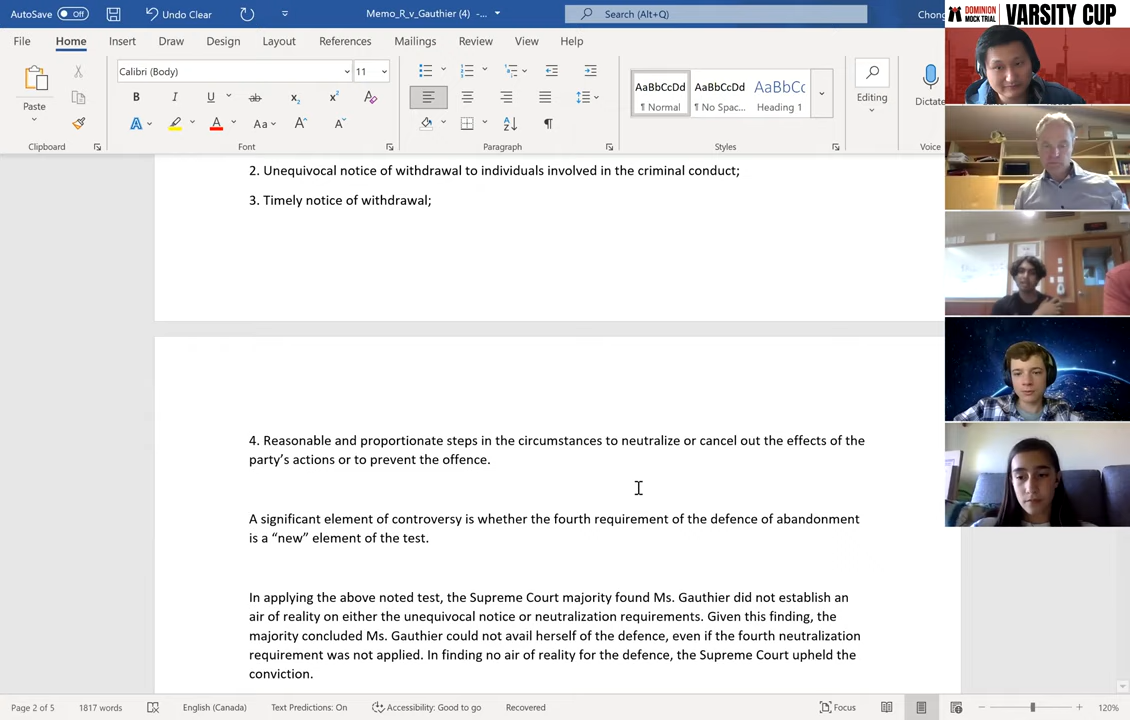 AutoSave Off Undo Clear Memo_R_v_Gauthier (4) -... Search (Alt+Q) Chong
DOMINION MOCK TRIAL VARSITY CUP
File Home Insert Draw Design Layout References Mailings Review View Help
Calibri (Body) 11
AaBbCcDd AaBbCcDd AaBbCc
Paste Normal No Spac... Heading 1 Editing Dictate
Clipboard Font Paragraph Styles Voice
2. Unequivocal notice of withdrawal to individuals involved in the criminal conduct;
3. Timely notice of withdrawal;
4. Reasonable and proportionate steps in the circumstances to neutralize or cancel out the effects of the
party’s actions or to prevent the offence.
A significant element of controversy is whether the fourth requirement of the defence of abandonment
is a “new” element of the test.
In applying the above noted test, the Supreme Court majority found Ms. Gauthier did not establish an
air of reality on either the unequivocal notice or neutralization requirements. Given this finding, the
majority concluded Ms. Gauthier could not avail herself of the defence, even if the fourth neutralization
requirement was not applied. In finding no air of reality for the defence, the Supreme Court upheld the
conviction.
Page 2 of 5 1817 words English (Canada) Text Predictions: On Accessibility: Good to go Recovered Focus 120%